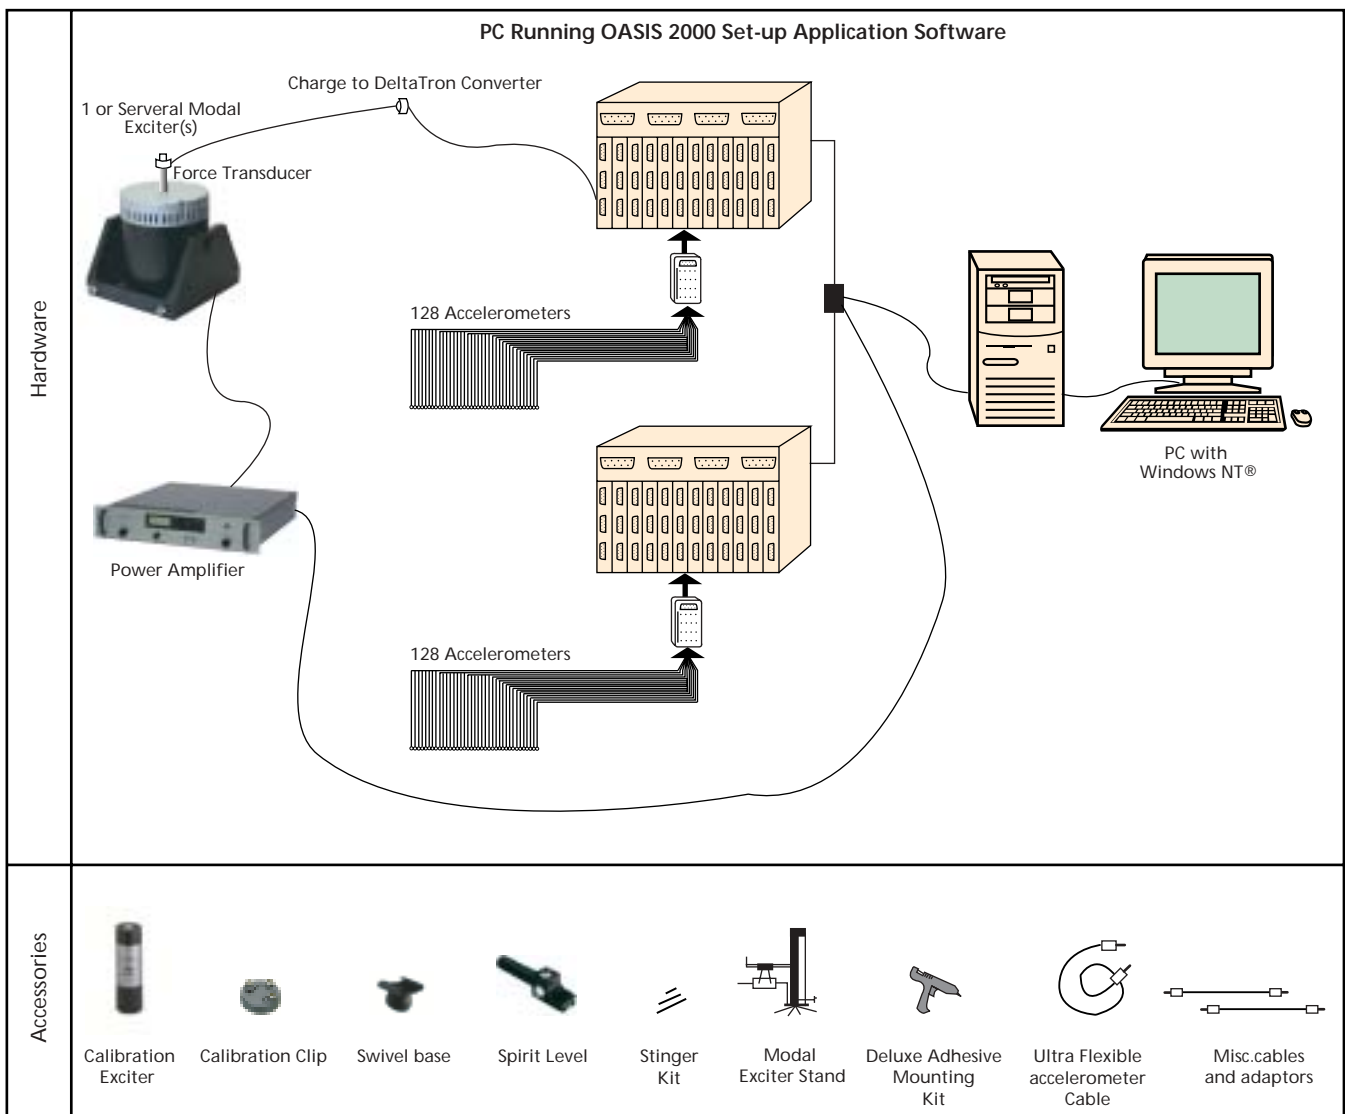 PC Running OASIS 2000 Set-up Application Software
Hardware
Charge to DeltaTron Converter
1 or Serveral Modal
Exciter(s)
Force Transducer
128 Accelerometers
PC with
Windows NT®
Power Amplifier
128 Accelerometers
Accessories
Calibration
Exciter
Calibration Clip
Swivel base
Spirit Level
Stinger
Kit
Modal
Exciter Stand
Deluxe Adhesive
Mounting
Kit
Ultra Flexible
accelerometer
Cable
Misc.cables
and adaptors